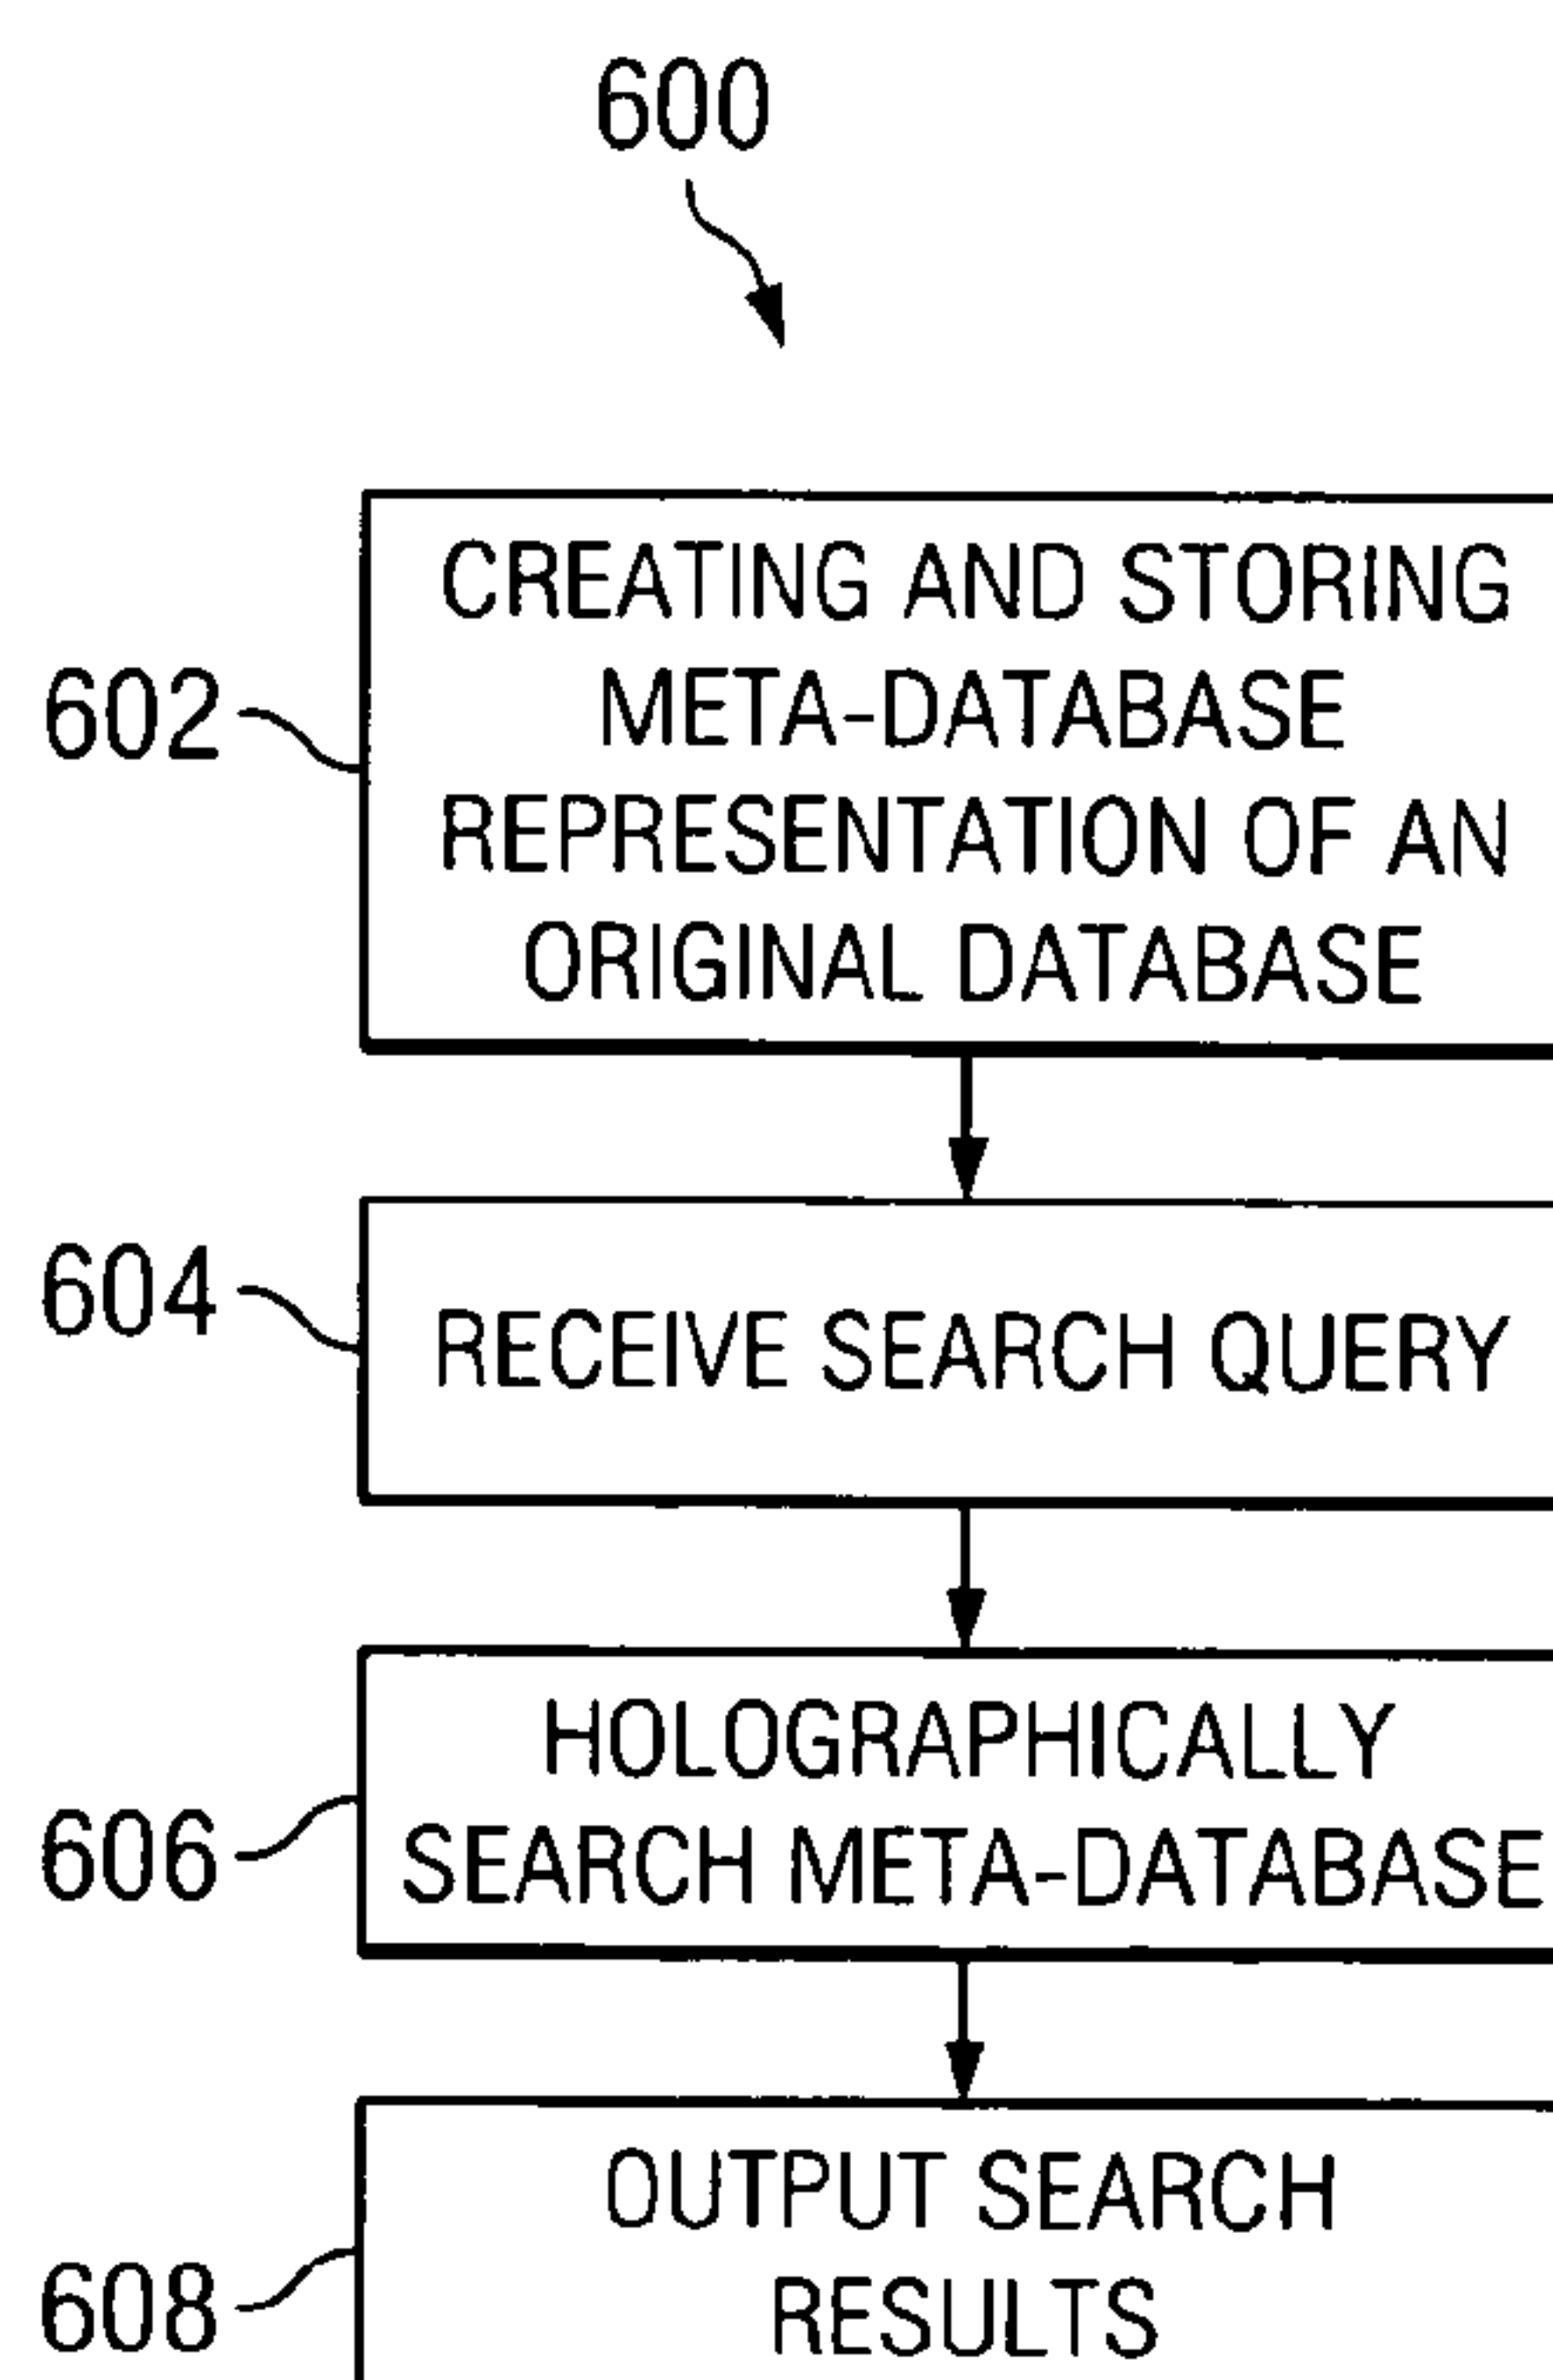 600
CREATING AND STORING
META-DATABASE
REPRESENTATION OF AN
ORIGINAL DATABASE
602
604
RECEIVE SEARCH QUERY
HOLOGRAPHICALLY
SEARCH META-DATABASE
606
OUTPUT SEARCH
RESULTS
608